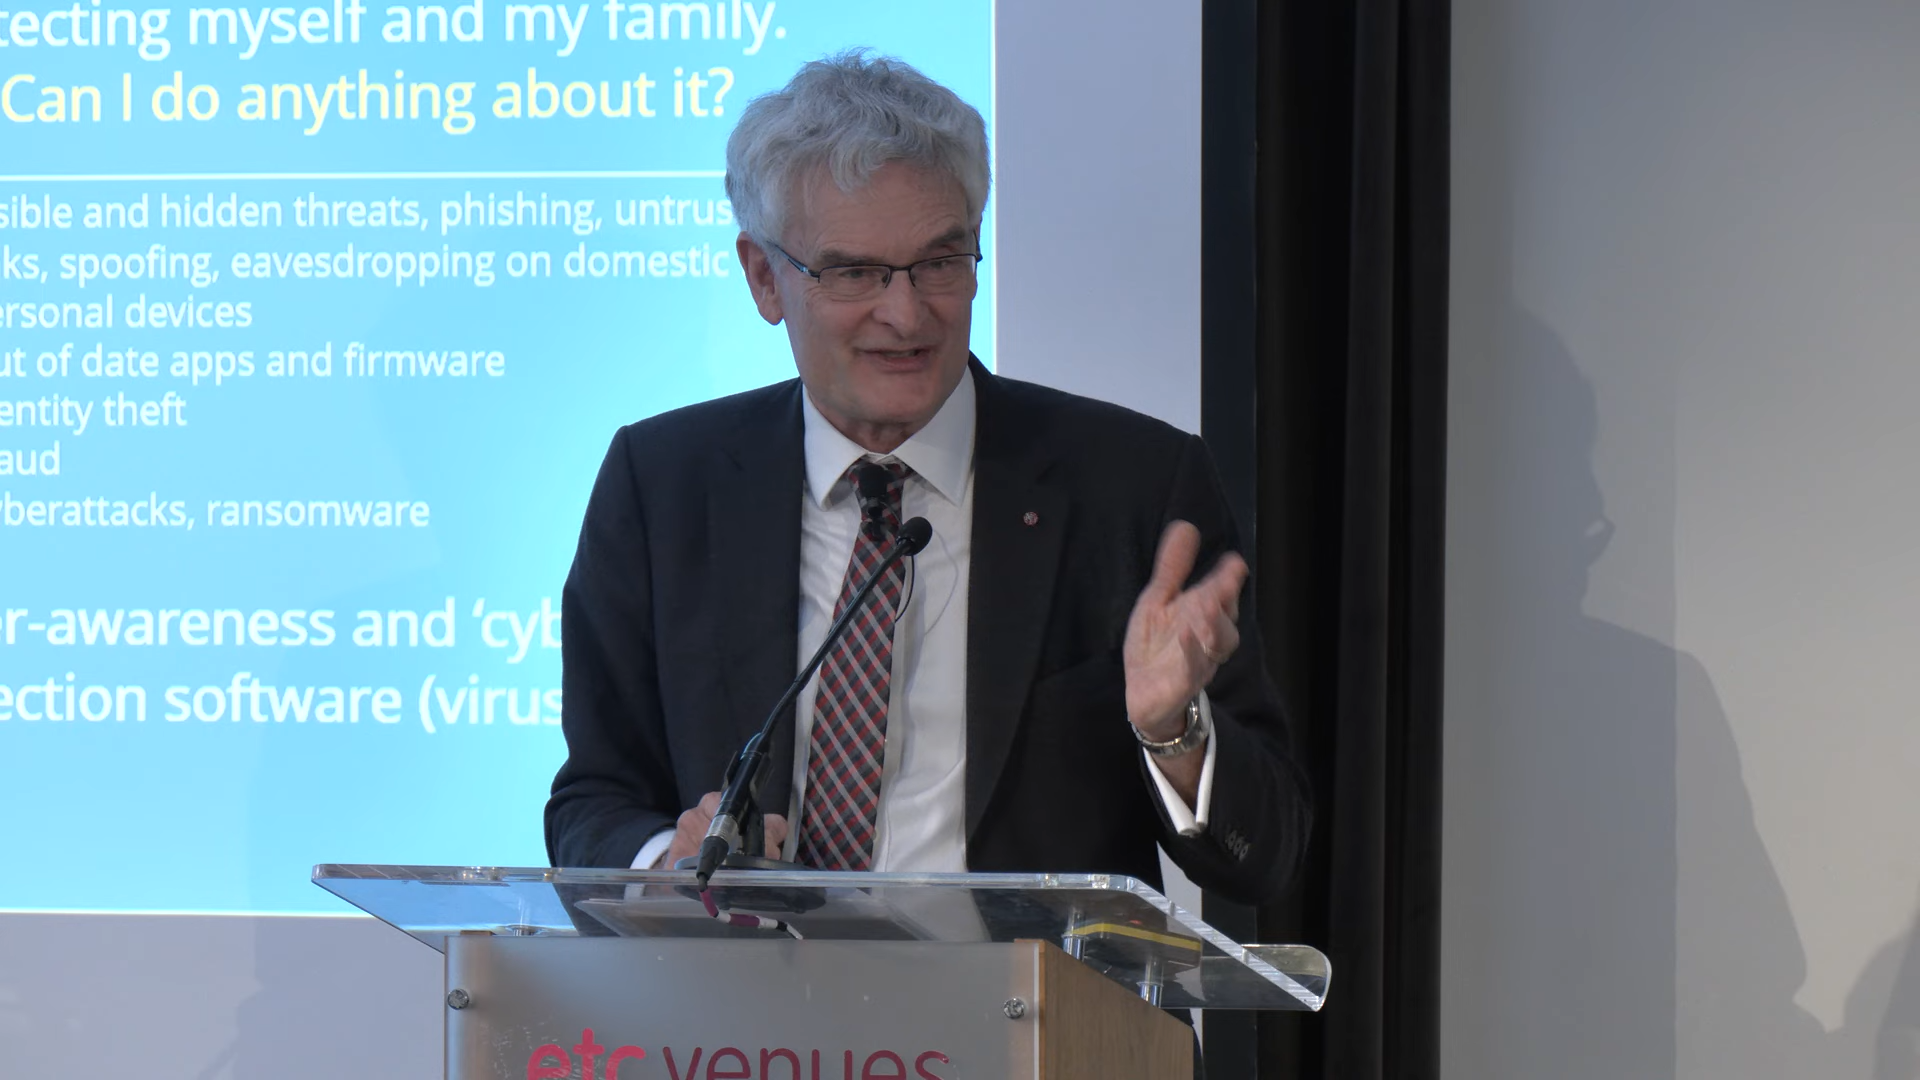 tecting myself and my family.
Can I do anything about it?
sible and hidden threats, phishing, untrus
ks, spoofing, eavesdropping on domestic
ersonal devices
ut of date apps and firmware
entity theft
aud
yberattacks, ransomware
er-awareness and ‘cyb
ection software (virus
etc.venues